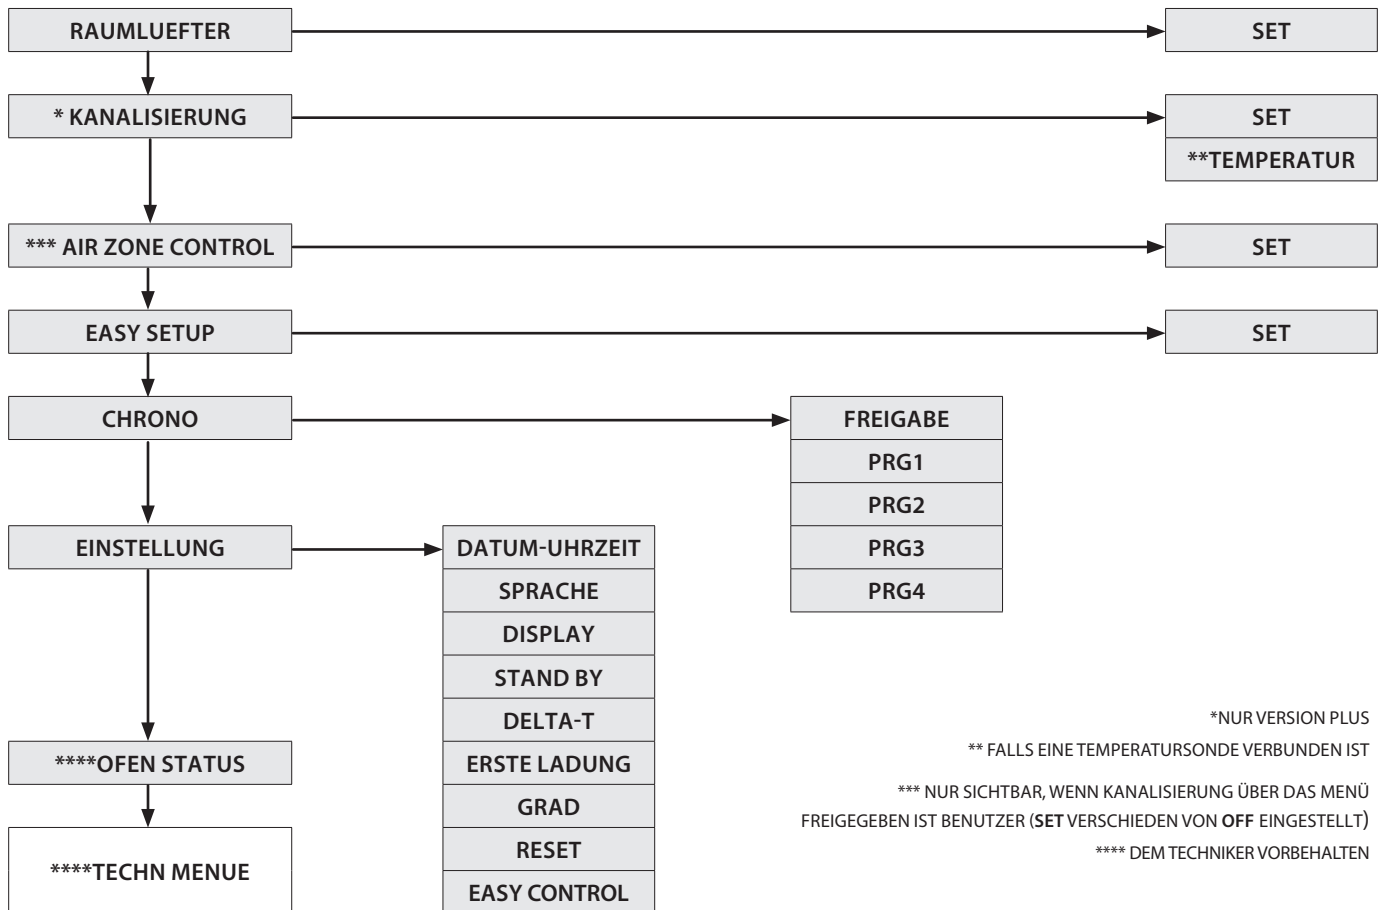 RAUMLUEFTER
SET
* KANALISIERUNG
SET
**TEMPERATUR
*** AIR ZONE CONTROL
SET
EASY SETUP
SET
CHRONO
FREIGABE
PRG1
PRG2
PRG3
PRG4
EINSTELLUNG
DATUM-UHRZEIT
SPRACHE
DISPLAY
STAND BY
DELTA-T
ERSTE LADUNG
GRAD
RESET
EASY CONTROL
****OFEN STATUS
****TECHN MENUE
*NUR VERSION PLUS
** FALLS EINE TEMPERATURSONDE VERBUNDEN IST
*** NUR SICHTBAR, WENN KANALISIERUNG ÜBER DAS MENÜ
FREIGEGEBEN IST BENUTZER (SET VERSCHIEDEN VON OFF EINGESTELLT)
**** DEM TECHNIKER VORBEHALTEN